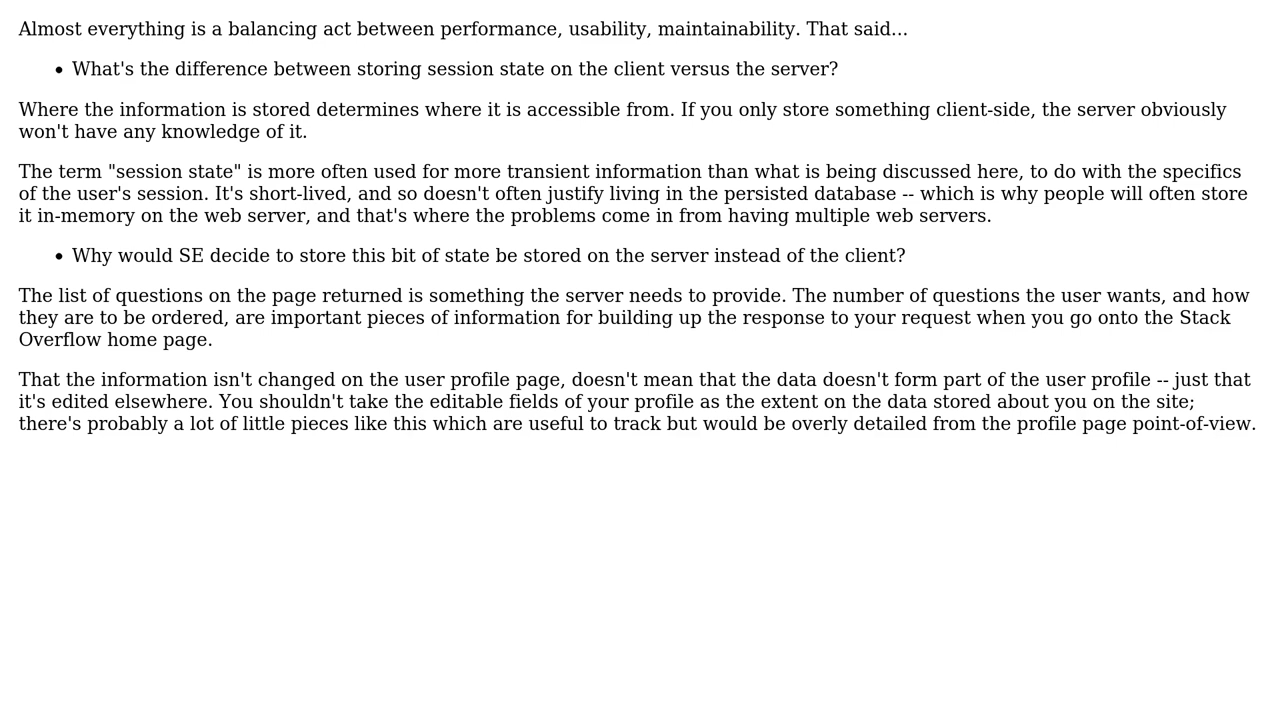 Almost everything is a balancing act between performance, usability, maintainability. That said...
• What's the difference between storing session state on the client versus the server?
Where the information is stored determines where it is accessible from. If you only store something client-side, the server obviously
won't have any knowledge of it.
The term "session state" is more often used for more transient information than what is being discussed here, to do with the specifics
of the user's session. It's short-lived, and so doesn't often justify living in the persisted database -- which is why people will often store
it in-memory on the web server, and that's where the problems come in from having multiple web servers.
• Why would SE decide to store this bit of state be stored on the server instead of the client?
The list of questions on the page returned is something the server needs to provide. The number of questions the user wants, and how
they are to be ordered, are important pieces of information for building up the response to your request when you go onto the Stack
Overflow home page.
That the information isn't changed on the user profile page, doesn't mean that the data doesn't form part of the user profile -- just that
it's edited elsewhere. You shouldn't take the editable fields of your profile as the extent on the data stored about you on the site;
there's probably a lot of little pieces like this which are useful to track but would be overly detailed from the profile page point-of-view.